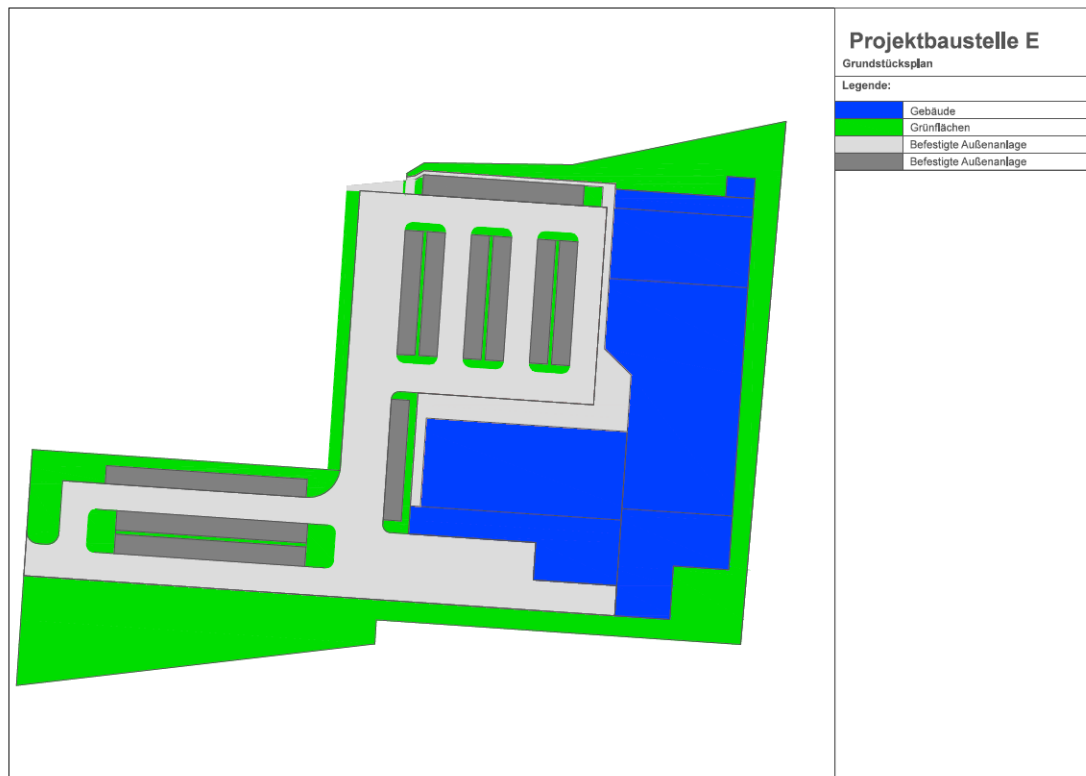 Projektbaustelle E
Grundstücksplan
Legende:
Gebäude
Grünflächen
Befestigte Außenanlage
Befestigte Außenanlage